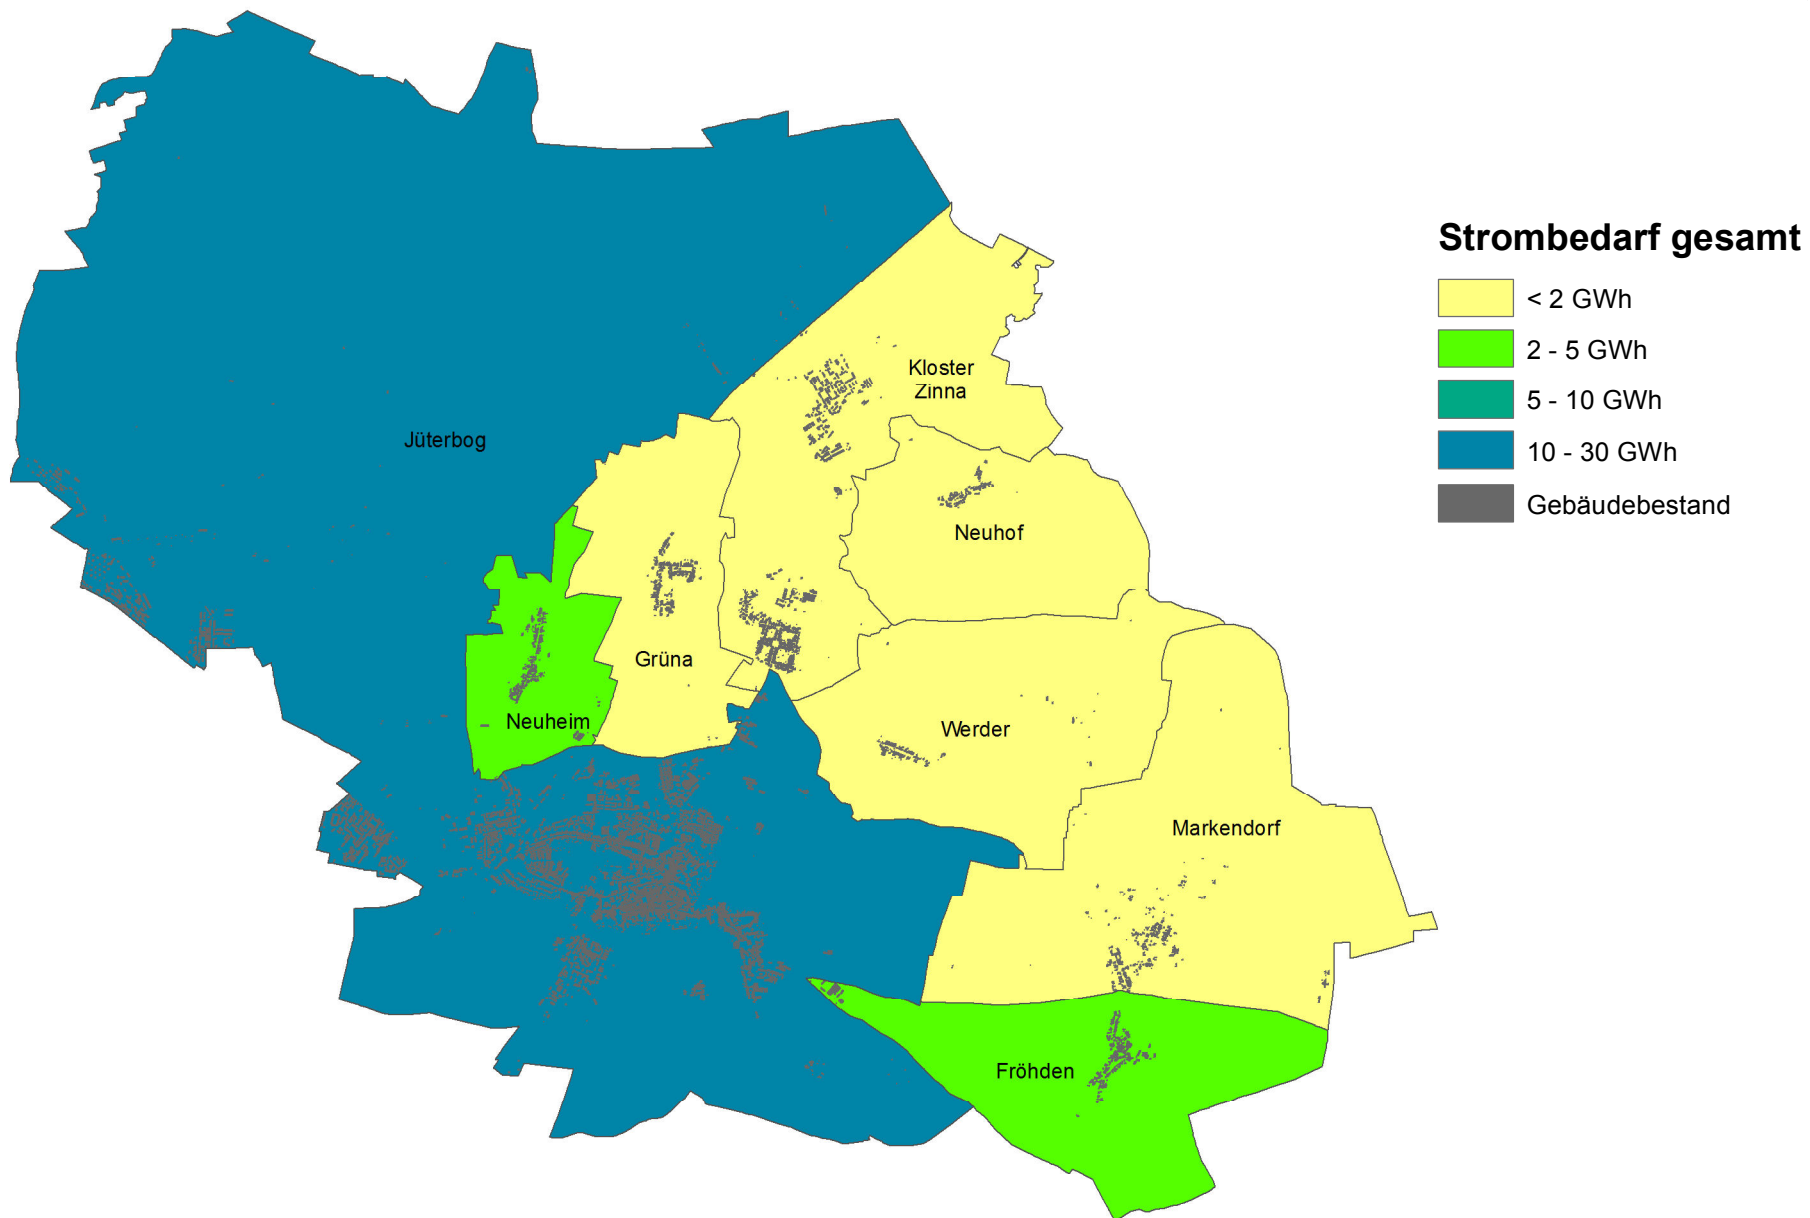 Strombedarf gesamt
< 2 GWh
2 - 5 GWh
5 - 10 GWh
10 - 30 GWh
Gebäudebestand
Kloster
Zinna
Jüterbog
Neuhof
Grüna
Neuheim
Werder
Markendorf
Fröhden